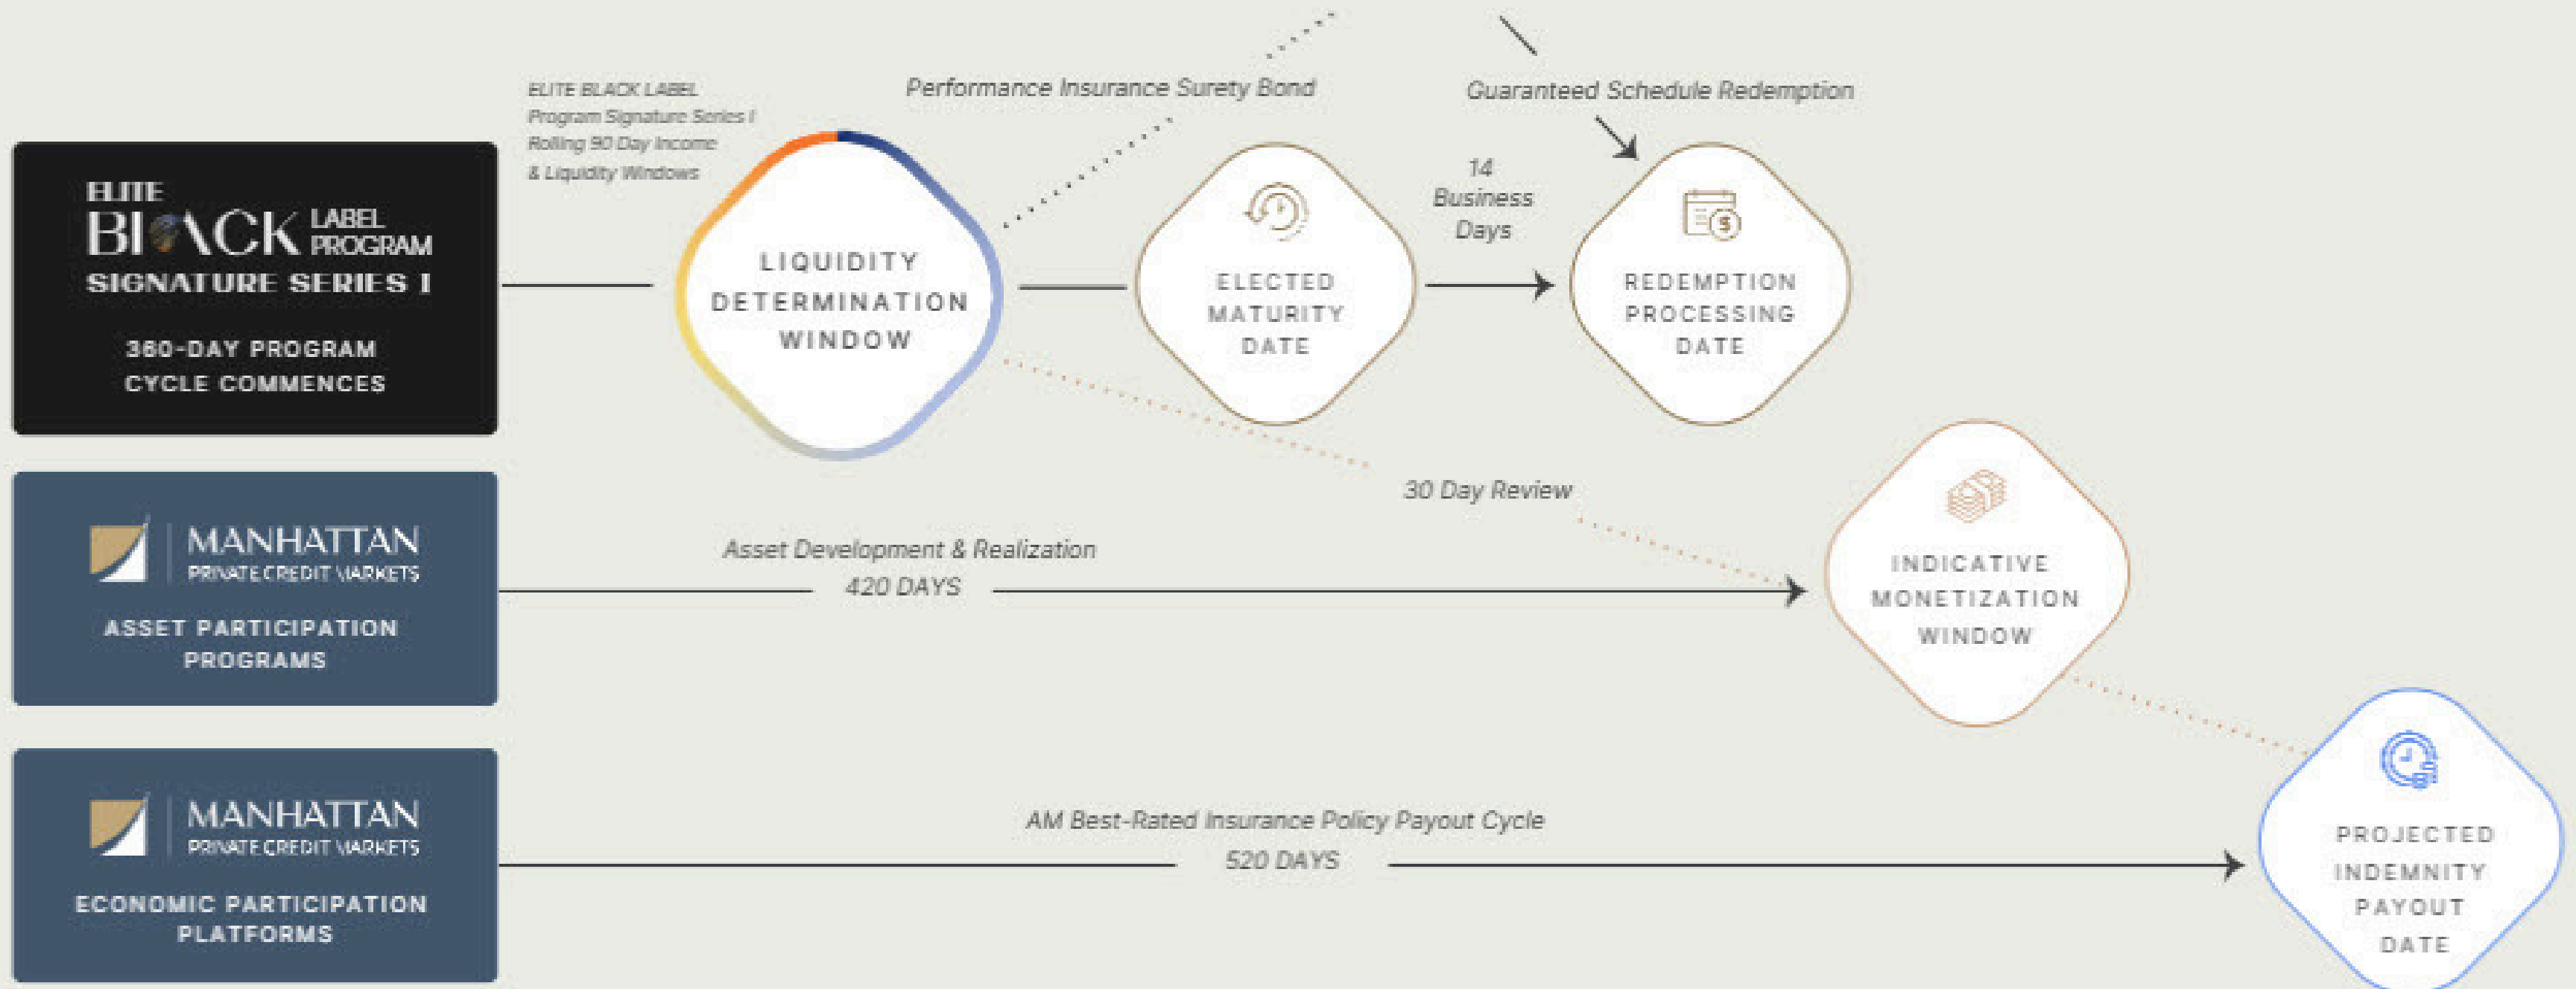 ELITE BLACK LABEL
Program Signature Series I
Rolling 90 Day Income
& Liquidity Windows
Performance Insurance Surety Bond
Guaranteed Schedule Redemption
ELITE
BLACK LABEL
PROGRAM
SIGNATURE SERIES I
360-DAY PROGRAM
CYCLE COMMENCES
LIQUIDITY
DETERMINATION
WINDOW
ELECTED
MATURITY
DATE
14
Business
Days
REDEMPTION
PROCESSING
DATE
30 Day Review
MANHATTAN
PRIVATE CREDIT MARKETS
ASSET PARTICIPATION
PROGRAMS
Asset Development & Realization
420 DAYS
INDICATIVE
MONETIZATION
WINDOW
MANHATTAN
PRIVATE CREDIT MARKETS
ECONOMIC PARTICIPATION
PLATFORMS
AM Best-Rated Insurance Policy Payout Cycle
520 DAYS
PROJECTED
INDEMNITY
PAYOUT
DATE